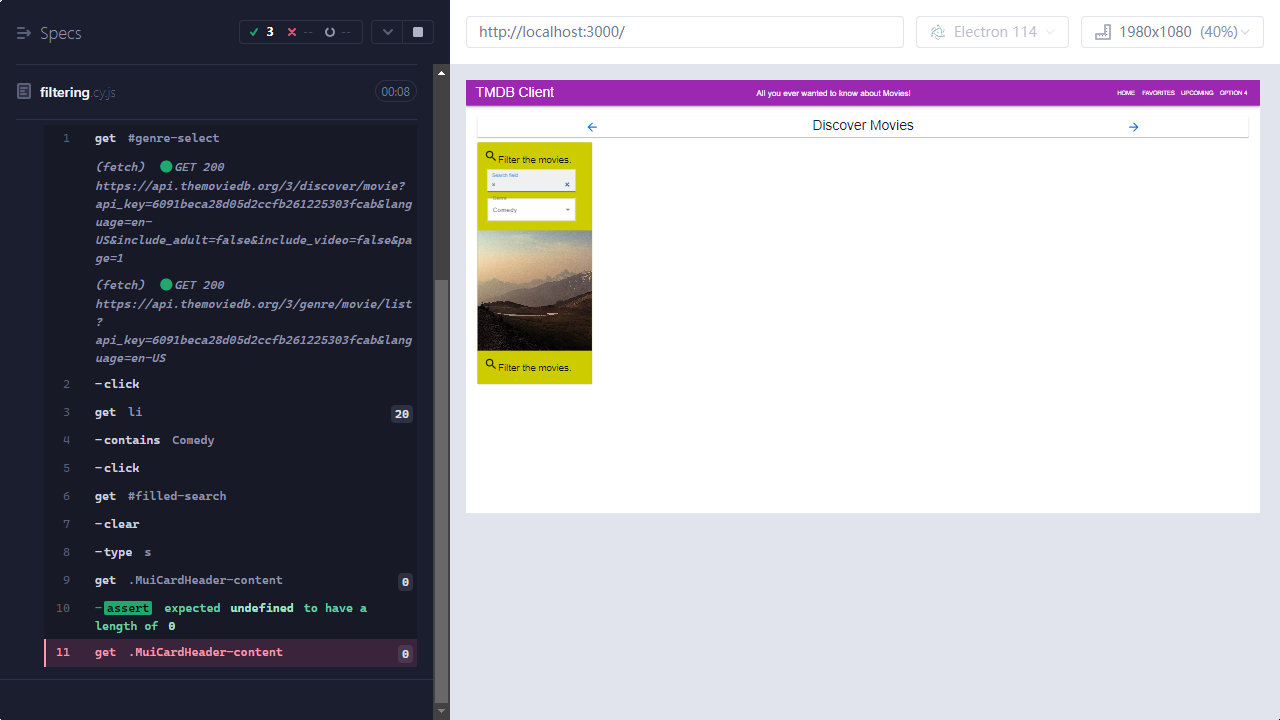 Specs
3
--
--
filtering.cy.js
00:08
1 get #genre-select
(fetch) GET 200
https://api.themoviedb.org/3/discover/movie?
api_key=6091beca28d05d2ccfb261225303fcab&lang
uage=en-
US&include_adult=false&include_video=false&pa
ge=1
(fetch) GET 200
https://api.themoviedb.org/3/genre/movie/list
?
api_key=6091beca28d05d2ccfb261225303fcab&lang
uage=en-US
2 -click
3 get li 20
4 -contains Comedy
5 -click
6 get #filled-search
7 -clear
8 -type s
9 get .MuiCardHeader-content 0
10 -assert expected undefined to have a
length of 0
11 get .MuiCardHeader-content 0
http://localhost:3000/
Electron 114
1980x1080 (40%)
TMDB Client
All you ever wanted to know about Movies!
HOME FAVORITES UPCOMING OPTION 4
Discover Movies
Filter the movies.
Search field
s
Genre
Comedy
Filter the movies.